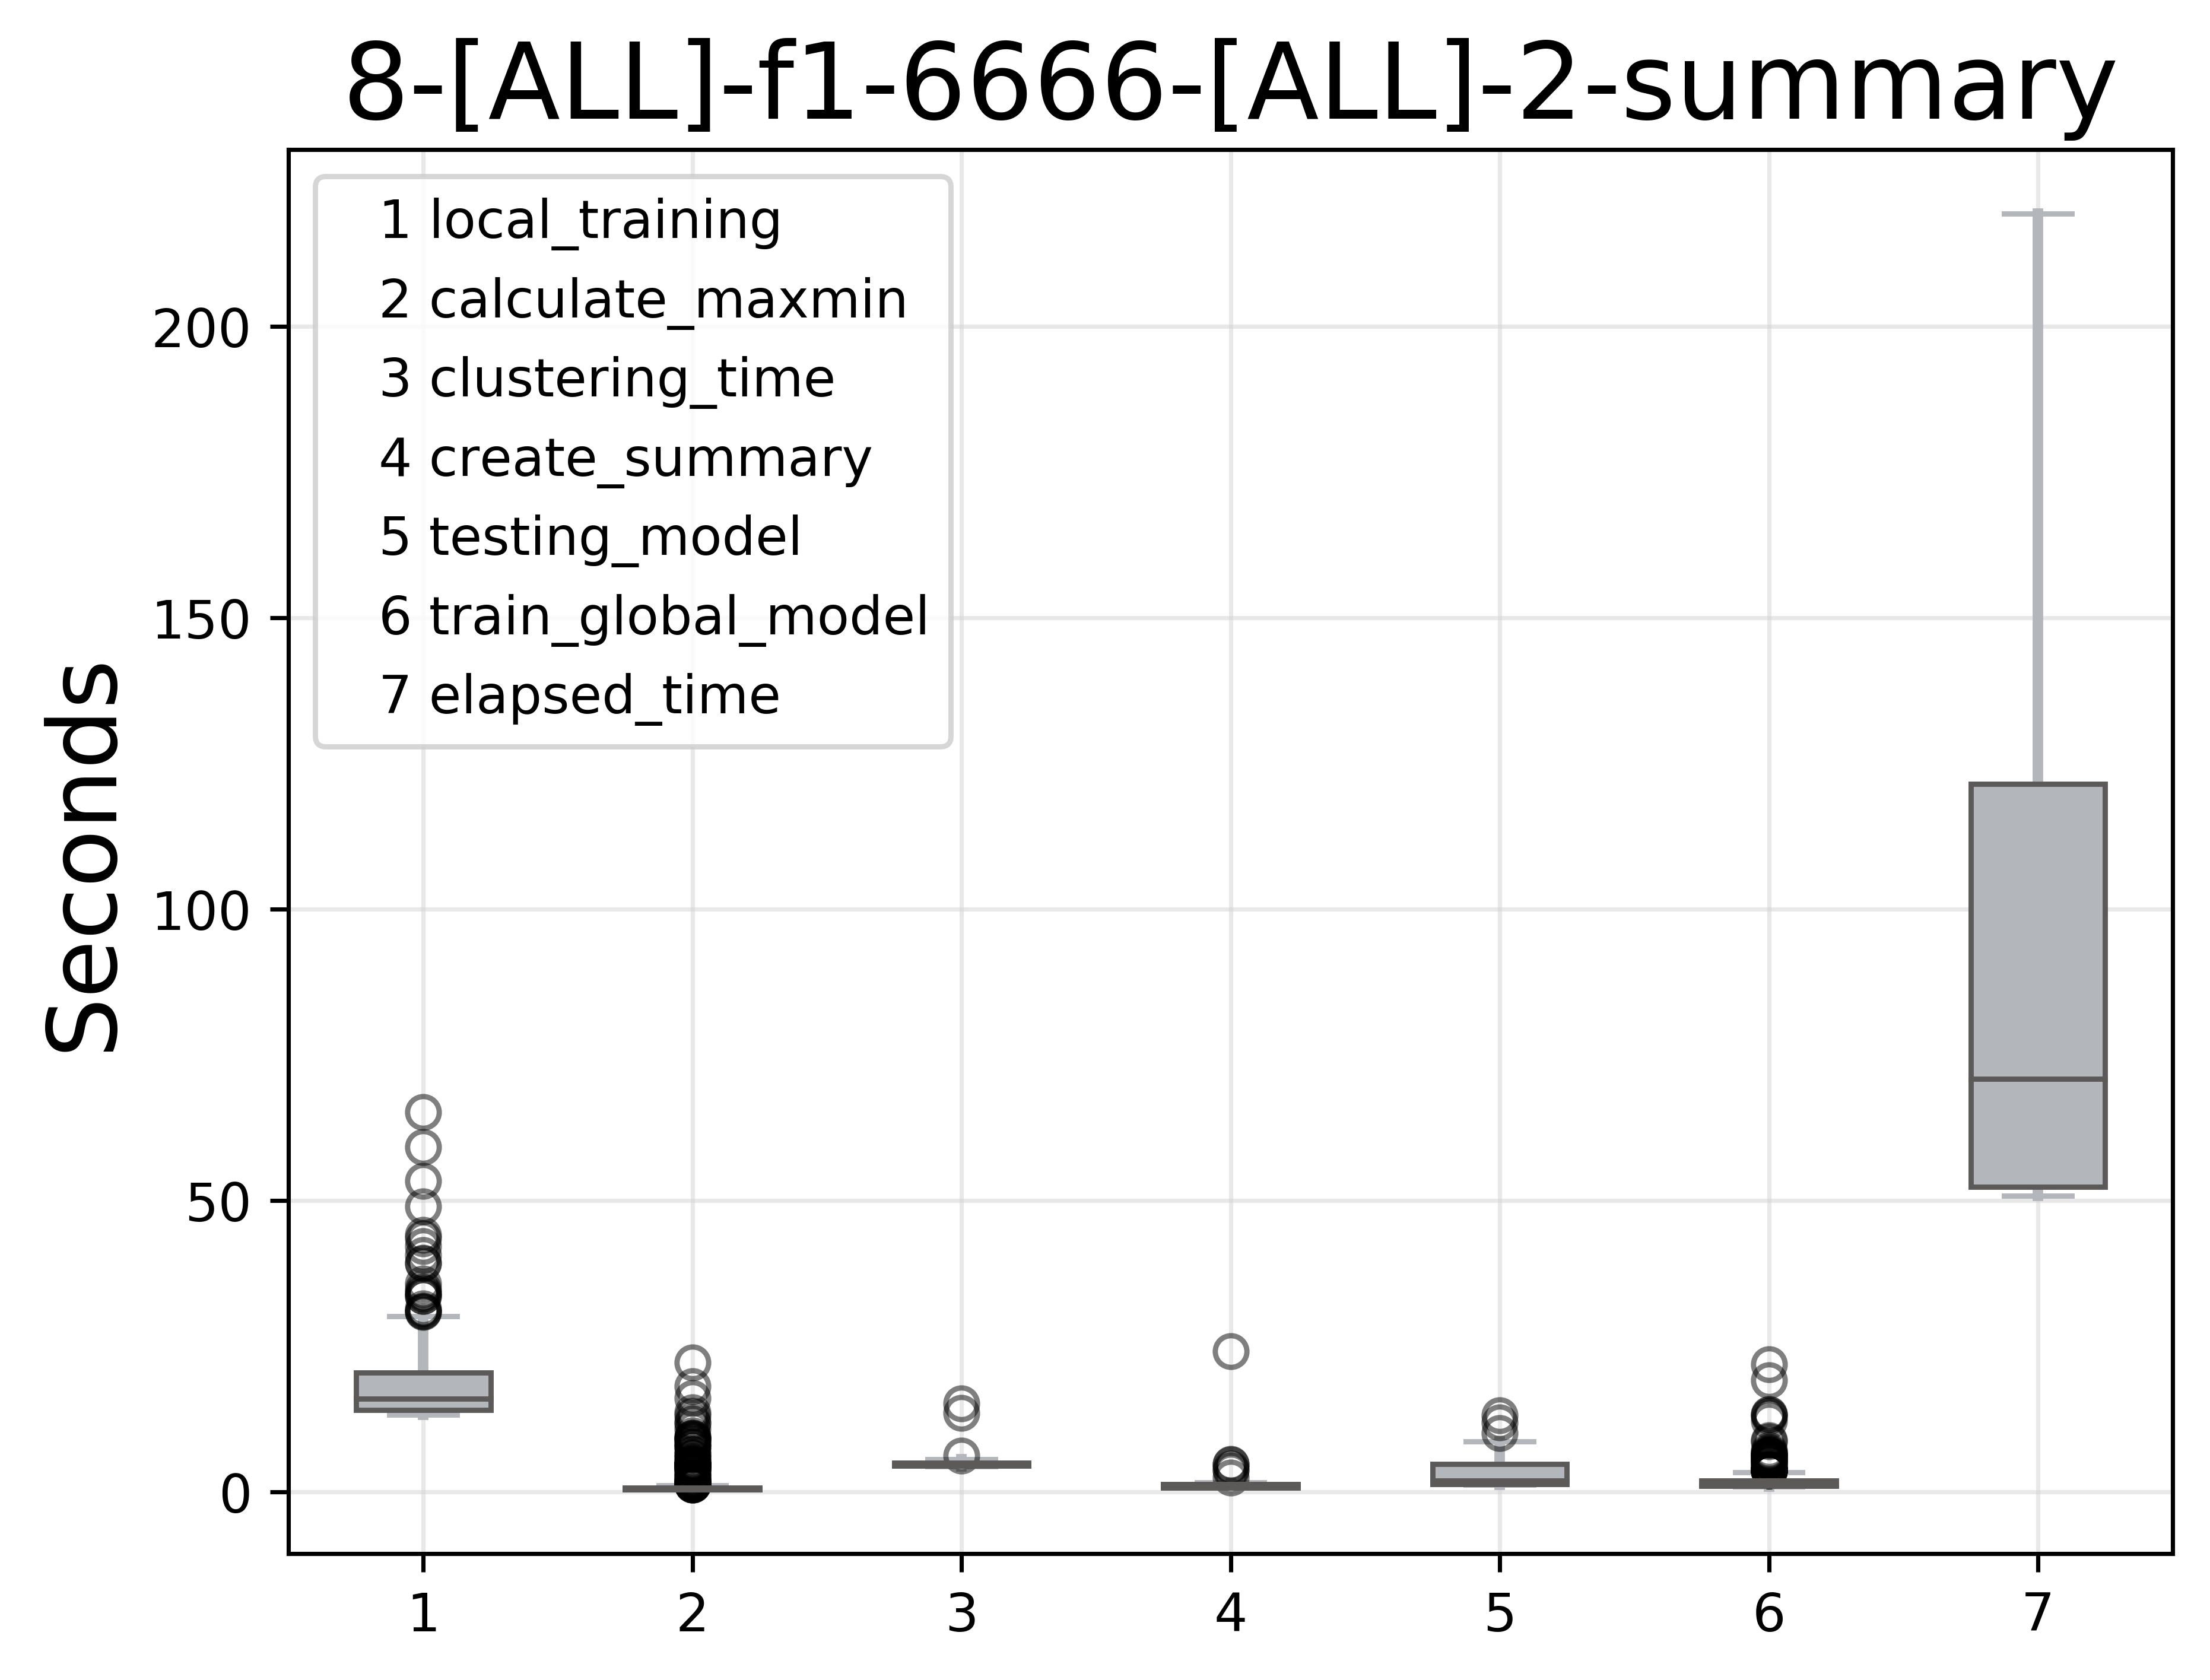 8-[ALL]-f1-6666-[ALL]-2-summary
1 local_training
2 calculate_maxmin
3 clustering_time
4 create_summary
5 testing_model
6 train_global_model
7 elapsed_time
Seconds
200
150
100
50
0
1 2 3 4 5 6 7